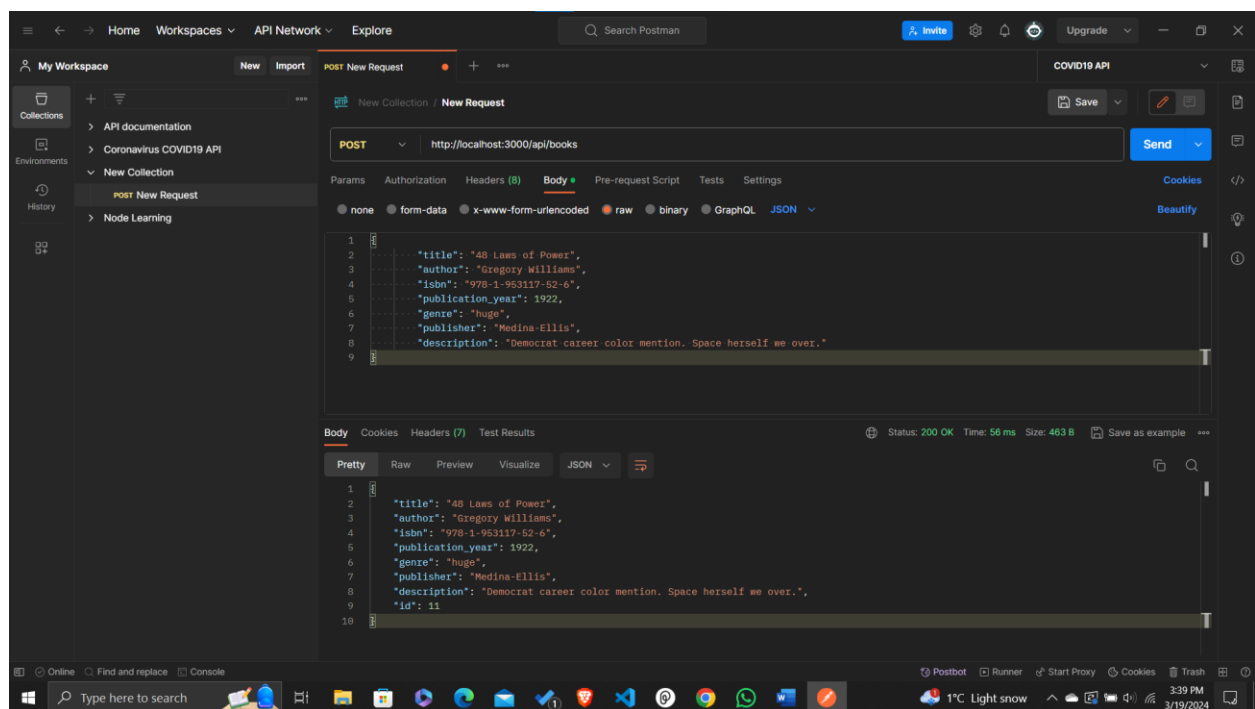 Home Workspaces API Network Explore Search Postman Invite Upgrade
My Workspace New Import POST New Request COVID19 API
Collections
Environments
History
API documentation
Coronavirus COVID19 API
New Collection
POST New Request
Node Learning
HTTP New Collection / New Request Save
POST http://localhost:3000/api/books Send
Params Authorization Headers (8) Body Pre-request Script Tests Settings Cookies
none form-data x-www-form-urlencoded raw binary GraphQL JSON Beautify
1 {
2 "title": "48 Laws of Power",
3 "author": "Gregory Williams",
4 "isbn": "978-1-953117-52-6",
5 "publication_year": 1922,
6 "genre": "huge",
7 "publisher": "Medina-Ellis",
8 "description": "Democrat career color mention. Space herself we over."
9 }
Body Cookies Headers (7) Test Results Status: 200 OK Time: 56 ms Size: 463 B Save as example
Pretty Raw Preview Visualize JSON
1 {
2 "title": "48 Laws of Power",
3 "author": "Gregory Williams",
4 "isbn": "978-1-953117-52-6",
5 "publication_year": 1922,
6 "genre": "huge",
7 "publisher": "Medina-Ellis",
8 "description": "Democrat career color mention. Space herself we over.",
9 "id": 11
10 }
Online Find and replace Console Postbot Runner Start Proxy Cookies Trash
Type here to search 1°C Light snow 3:39 PM
3/19/2024